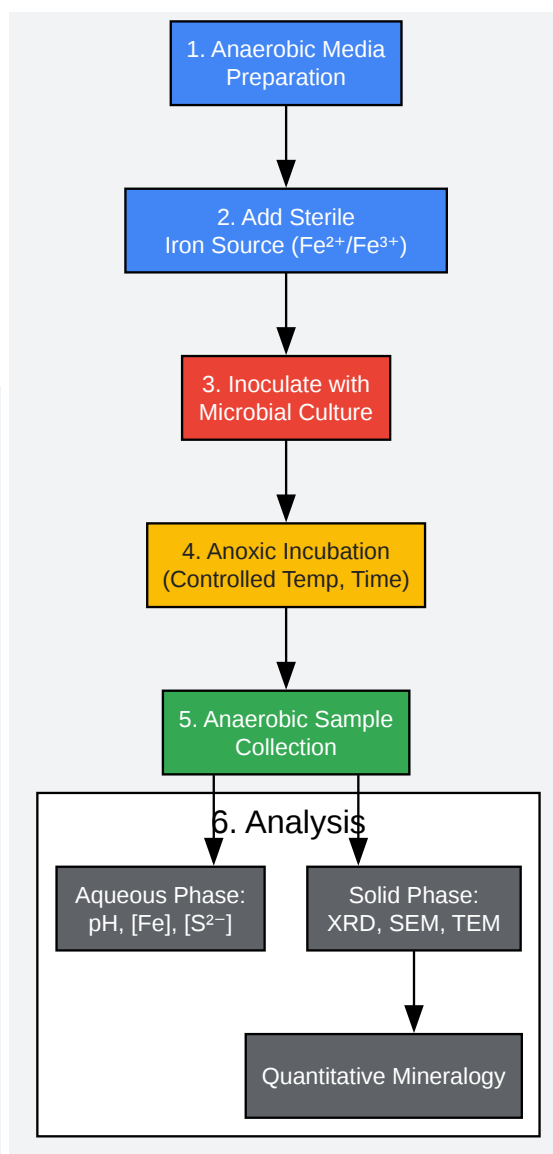 1. Anaerobic Media
Preparation
2. Add Sterile
Iron Source (Fe²⁺/Fe³⁺)
3. Inoculate with
Microbial Culture
4. Anoxic Incubation
(Controlled Temp, Time)
5. Anaerobic Sample
Collection
6. Analysis
Aqueous Phase:
pH, [Fe], [S²⁻]
Solid Phase:
XRD, SEM, TEM
Quantitative Mineralogy